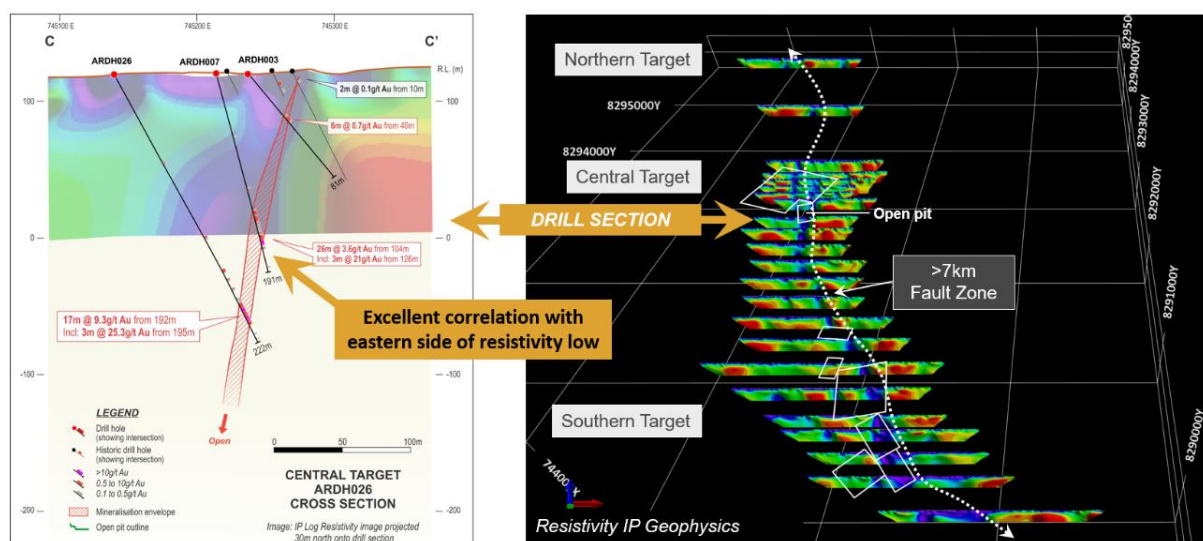 745100 E
745200 E
745300 E
C
C'
ARDH026
ARDH007
ARDH003
R.L. (m)
2m @ 0.1g/t Au from 10m
100
100
6m @ 0.7g/t Au from 40m
81m
0
0
26m @ 3.6g/t Au from 104m
Incl: 3m @ 21g/t Au from 126m
191m
17m @ 9.3g/t Au from 192m
Incl: 3m @ 25.3g/t Au from 195m
222m
-100
-100
Open
LEGEND
Drill hole
(showing intersection)
Historic drill hole
(showing intersection)
>10g/t Au
0.5 to 10g/t Au
0.1 to 0.5g/t Au
Mineralisation envelope
Open pit outline
0
50
100m
CENTRAL TARGET
ARDH026
CROSS SECTION
Image: IP Log Resistivity image projected
30m north onto drill section
-200
-200
DRILL SECTION
Excellent correlation with
eastern side of resistivity low
Northern Target
8295000Y
8294000Y
Central Target
Open pit
>7km
Fault Zone
Southern Target
8294000Y
8293000Y
8292000Y
8291000Y
829000Y
Resistivity IP Geophysics